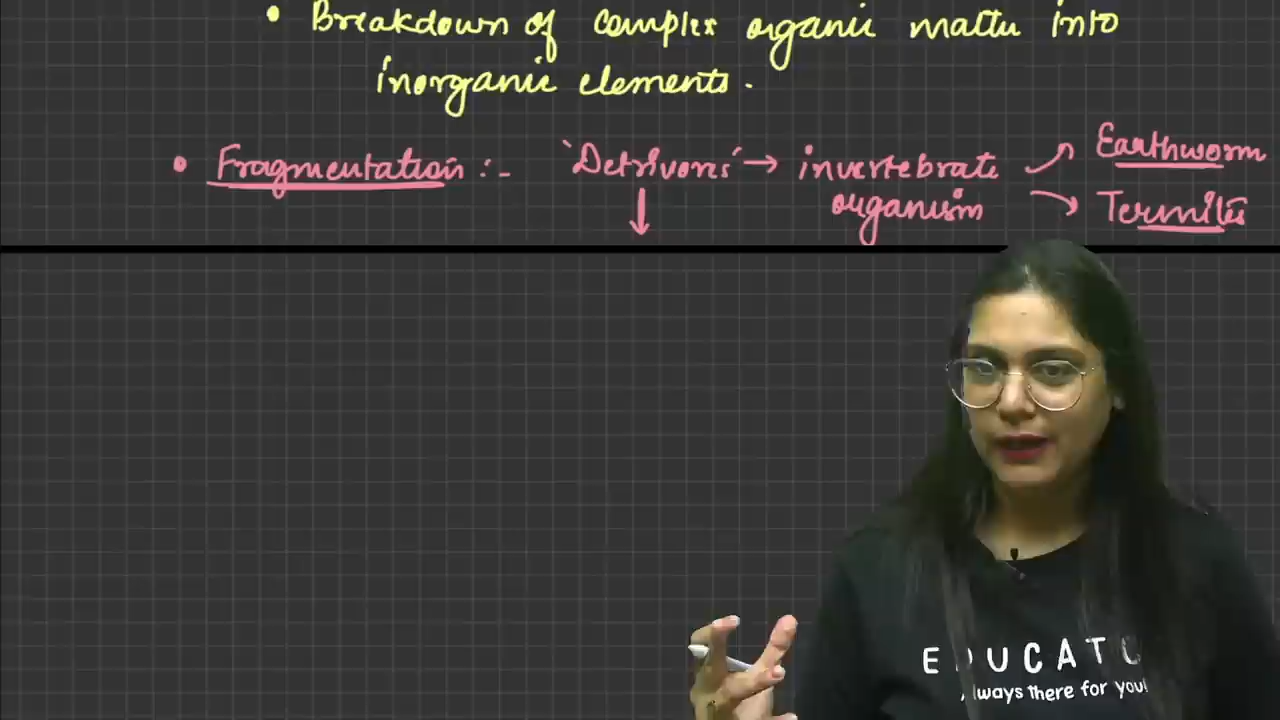 • Breakdown of complex organic matter into
inorganic elements.
• Fragmentation :- 'Detrivores' → invertebrate organism
Earthworm
Termites
EDUCATO
Always there for you!